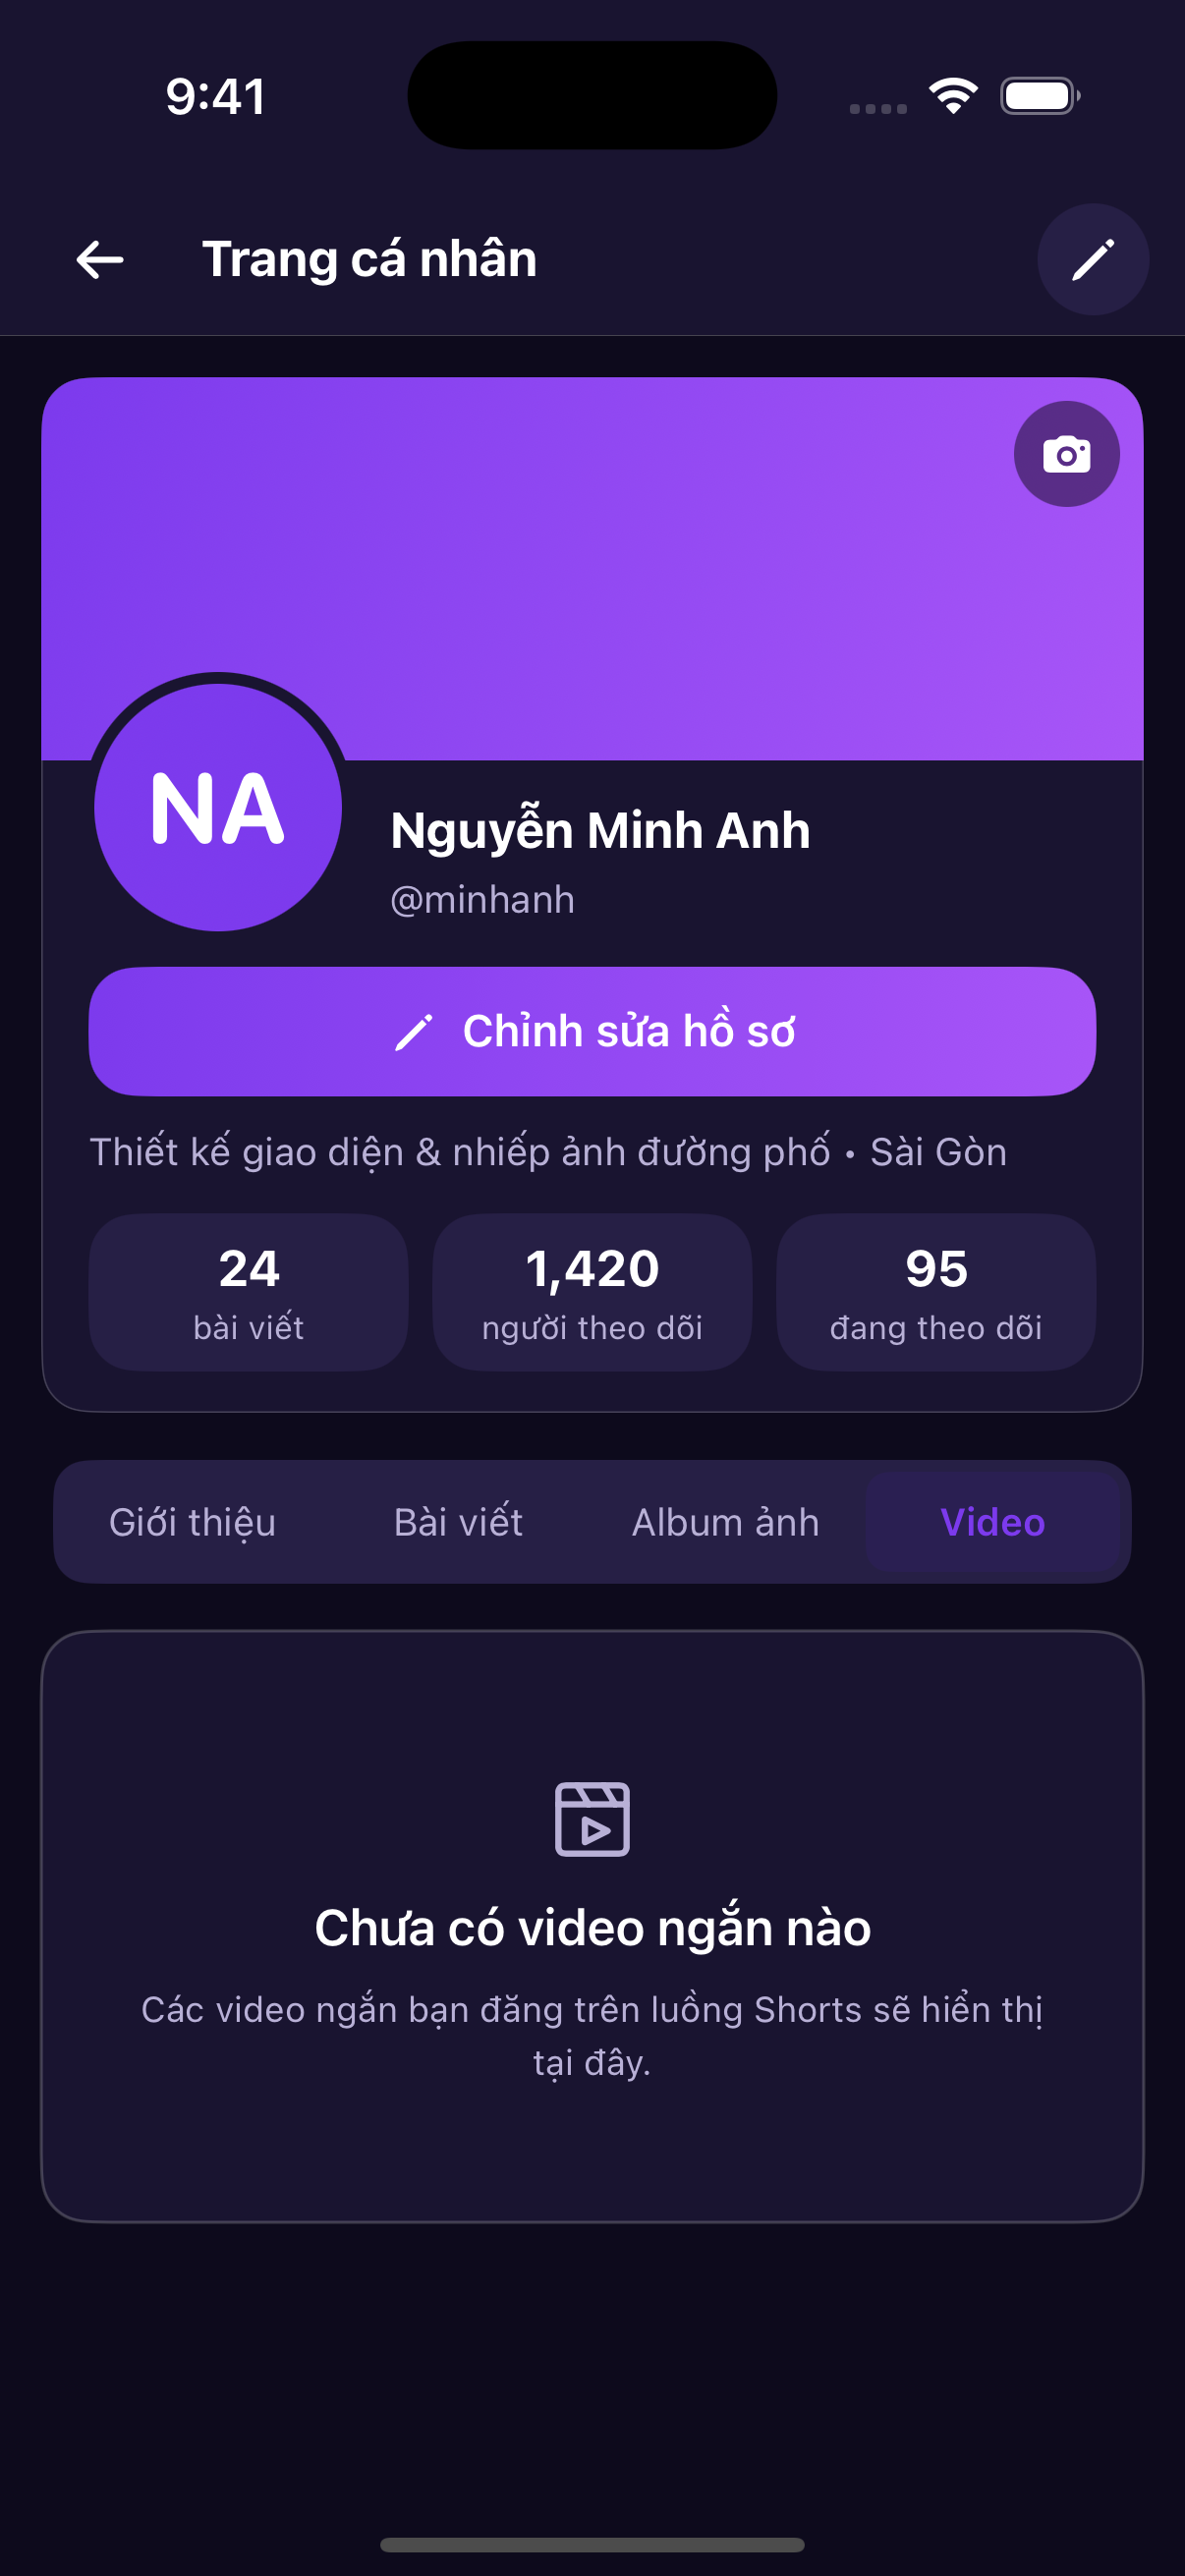 9:41
Trang cá nhân
NA
Nguyễn Minh Anh
@minhanh
Chỉnh sửa hồ sơ
Thiết kế giao diện & nhiếp ảnh đường phố • Sài Gòn
24
bài viết
1,420
người theo dõi
95
đang theo dõi
Giới thiệu
Bài viết
Album ảnh
Video
Chưa có video ngắn nào
Các video ngắn bạn đăng trên luồng Shorts sẽ hiển thị
tại đây.